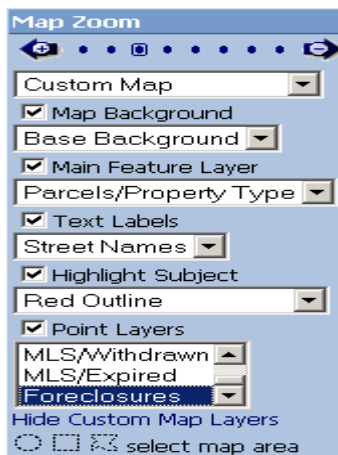 Map Zoom
Custom Map
Map Background
Base Background
Main Feature Layer
Parcels/Property Type
Text Labels
Street Names
Highlight Subject
Red Outline
Point Layers
MLS/Withdrawn
MLS/Expired
Foreclosures
Hide Custom Map Layers
select map area